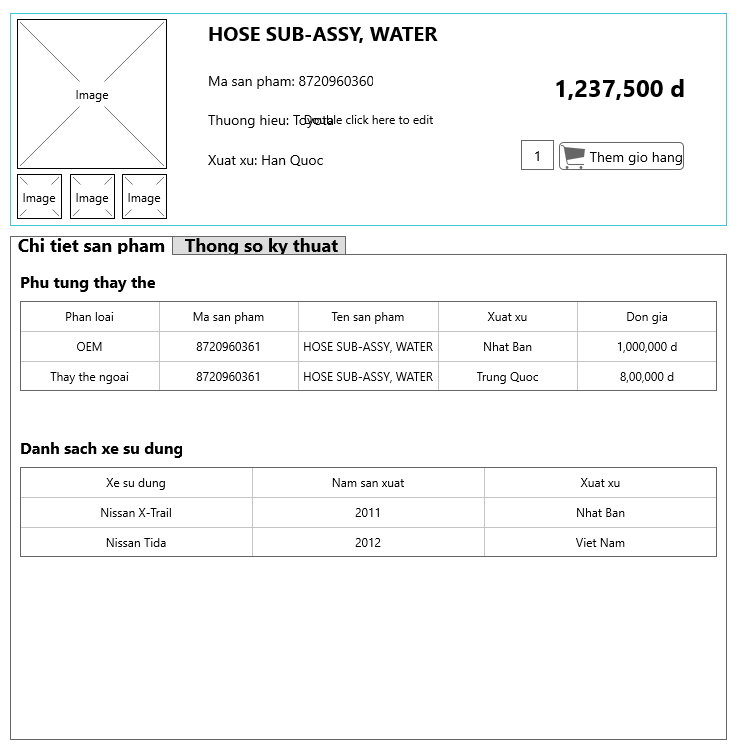 HOSE SUB-ASSY, WATER
Image
Ma san pham: 8720960360
1,237,500 d
Thuong hieu: Toyota
Double click here to edit
Xuat xu: Han Quoc
1
Them gio hang
Image Image Image
Chi tiet san pham Thong so ky thuat
Phu tung thay the
Phan loai Ma san pham Ten san pham Xuat xu Don gia
OEM 8720960361 HOSE SUB-ASSY, WATER Nhat Ban 1,000,000 d
Thay the ngoai 8720960361 HOSE SUB-ASSY, WATER Trung Quoc 8,00,000 d
Danh sach xe su dung
Xe su dung Nam san xuat Xuat xu
Nissan X-Trail 2011 Nhat Ban
Nissan Tida 2012 Viet Nam